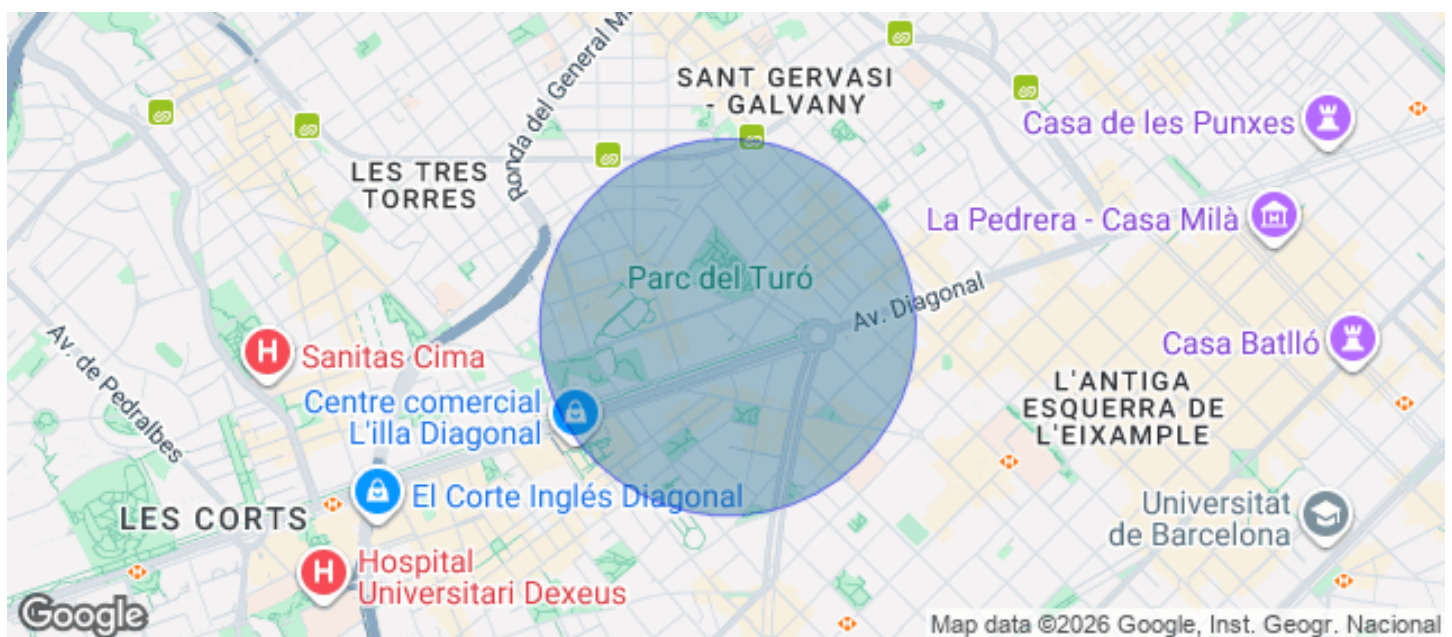 Ronda del General Mi
SANT GERVASI
- GALVANY
Casa de les Punxes
LES TRES
TORRES
La Pedrera - Casa Milà
Parc del Turó
Av. Diagonal
Av. de Pedralbes
Sanitas Cima
Casa Batlló
Centre comercial
L'illa Diagonal
L'ANTIGA
ESQUERRA DE
L'EIXAMPLE
El Corte Inglés Diagonal
LES CORTS
Universitat
de Barcelona
Hospital
Universitari Dexeus
Google
Map data ©2026 Google, Inst. Geogr. Nacional